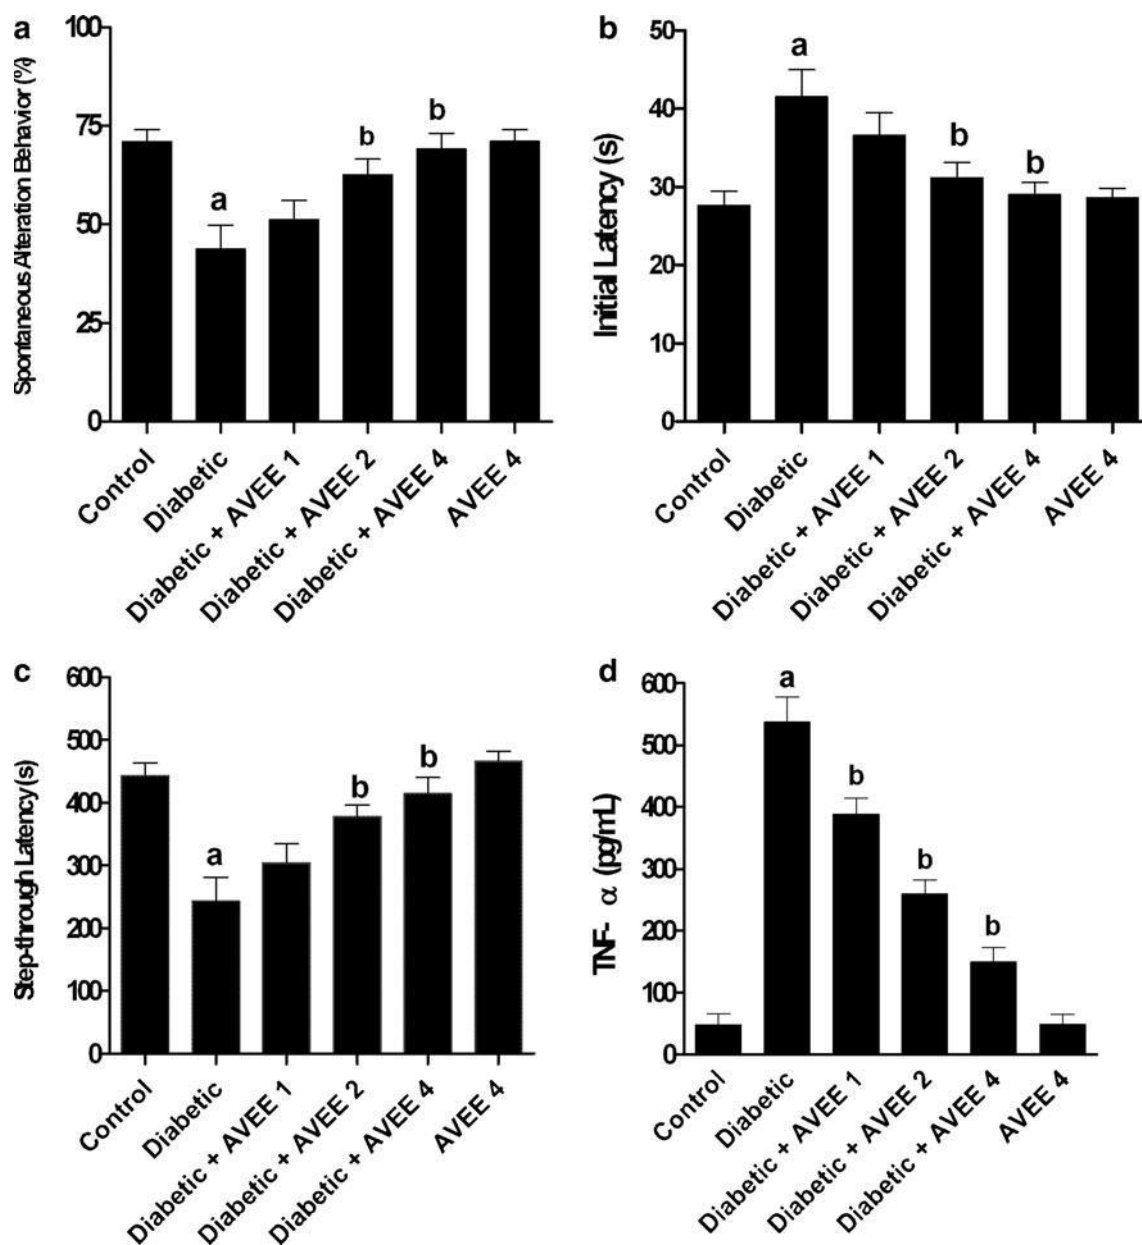 a
Spontaneous Alteration Behavior (%)
100
75
50
25
0
a
b
b
Control
Diabetic
Diabetic + AVEE 1
Diabetic + AVEE 2
Diabetic + AVEE 4
AVEE 4
b
Initial Latency (s)
50
40
30
20
10
0
a
b
b
Control
Diabetic
Diabetic + AVEE 1
Diabetic + AVEE 2
Diabetic + AVEE 4
AVEE 4
c
Step-through Latency (s)
600
500
400
300
200
100
0
a
b
b
Control
Diabetic
Diabetic + AVEE 1
Diabetic + AVEE 2
Diabetic + AVEE 4
AVEE 4
d
TNF- α (pg/mL)
600
500
400
300
200
100
0
a
b
b
b
Control
Diabetic
Diabetic + AVEE 1
Diabetic + AVEE 2
Diabetic + AVEE 4
AVEE 4